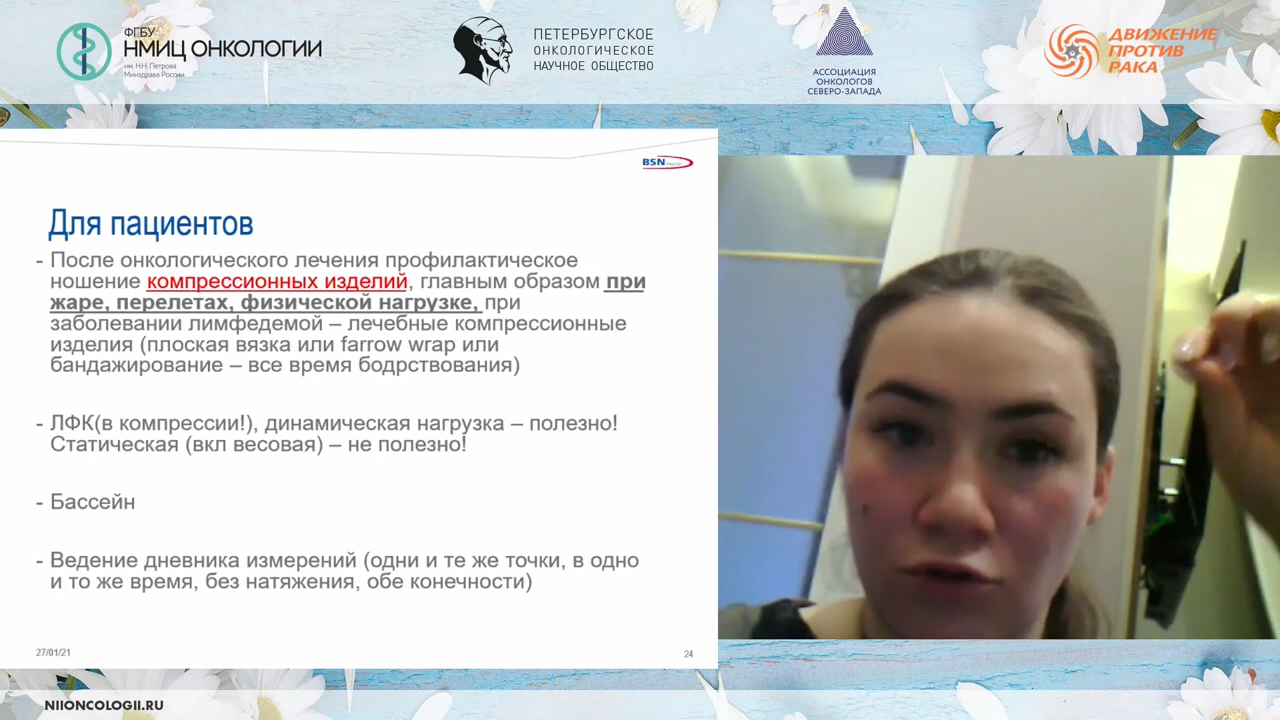 ФГБУ
НМИЦ ОНКОЛОГИИ
им. Н.Н. Петрова
Минздрава России
ПЕТЕРБУРГСКОЕ
ОНКОЛОГИЧЕСКОЕ
НАУЧНОЕ ОБЩЕСТВО
АССОЦИАЦИЯ
ОНКОЛОГОВ
СЕВЕРО-ЗАПАДА
ДВИЖЕНИЕ
ПРОТИВ
РАКА
BSN
Для пациентов
- После онкологического лечения профилактическое
ношение компрессионных изделий, главным образом при
жаре, перелетах, физической нагрузке, при
заболевании лимфедемой – лечебные компрессионные
изделия (плоская вязка или farrow wrap или
бандажирование – все время бодрствования)
- ЛФК(в компрессии!), динамическая нагрузка – полезно!
Статическая (вкл весовая) – не полезно!
- Бассейн
- Ведение дневника измерений (одни и те же точки, в одно
и то же время, без натяжения, обе конечности)
27/01/21
24
NIIONCOLOGII.RU